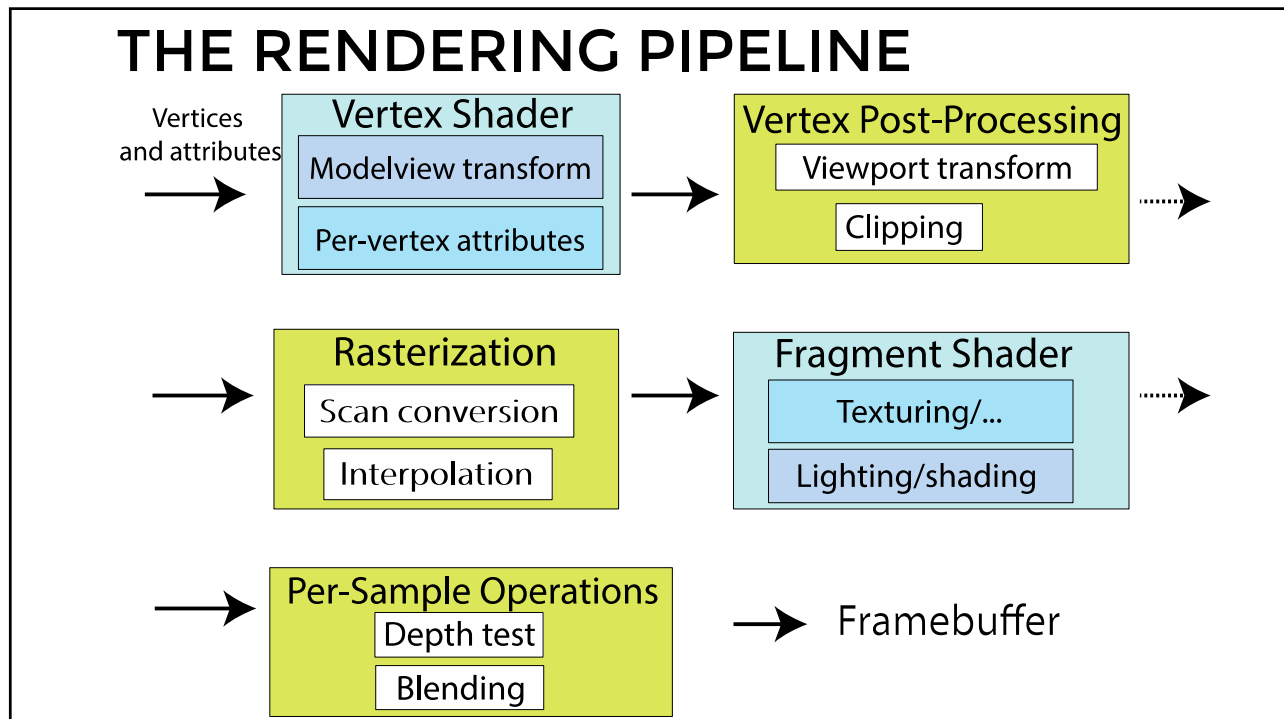 THE RENDERING PIPELINE
Vertices
and attributes
Vertex Shader
Modelview transform
Per-vertex attributes
Vertex Post-Processing
Viewport transform
Clipping
Rasterization
Scan conversion
Interpolation
Fragment Shader
Texturing/...
Lighting/shading
Per-Sample Operations
Depth test
Blending
Framebuffer